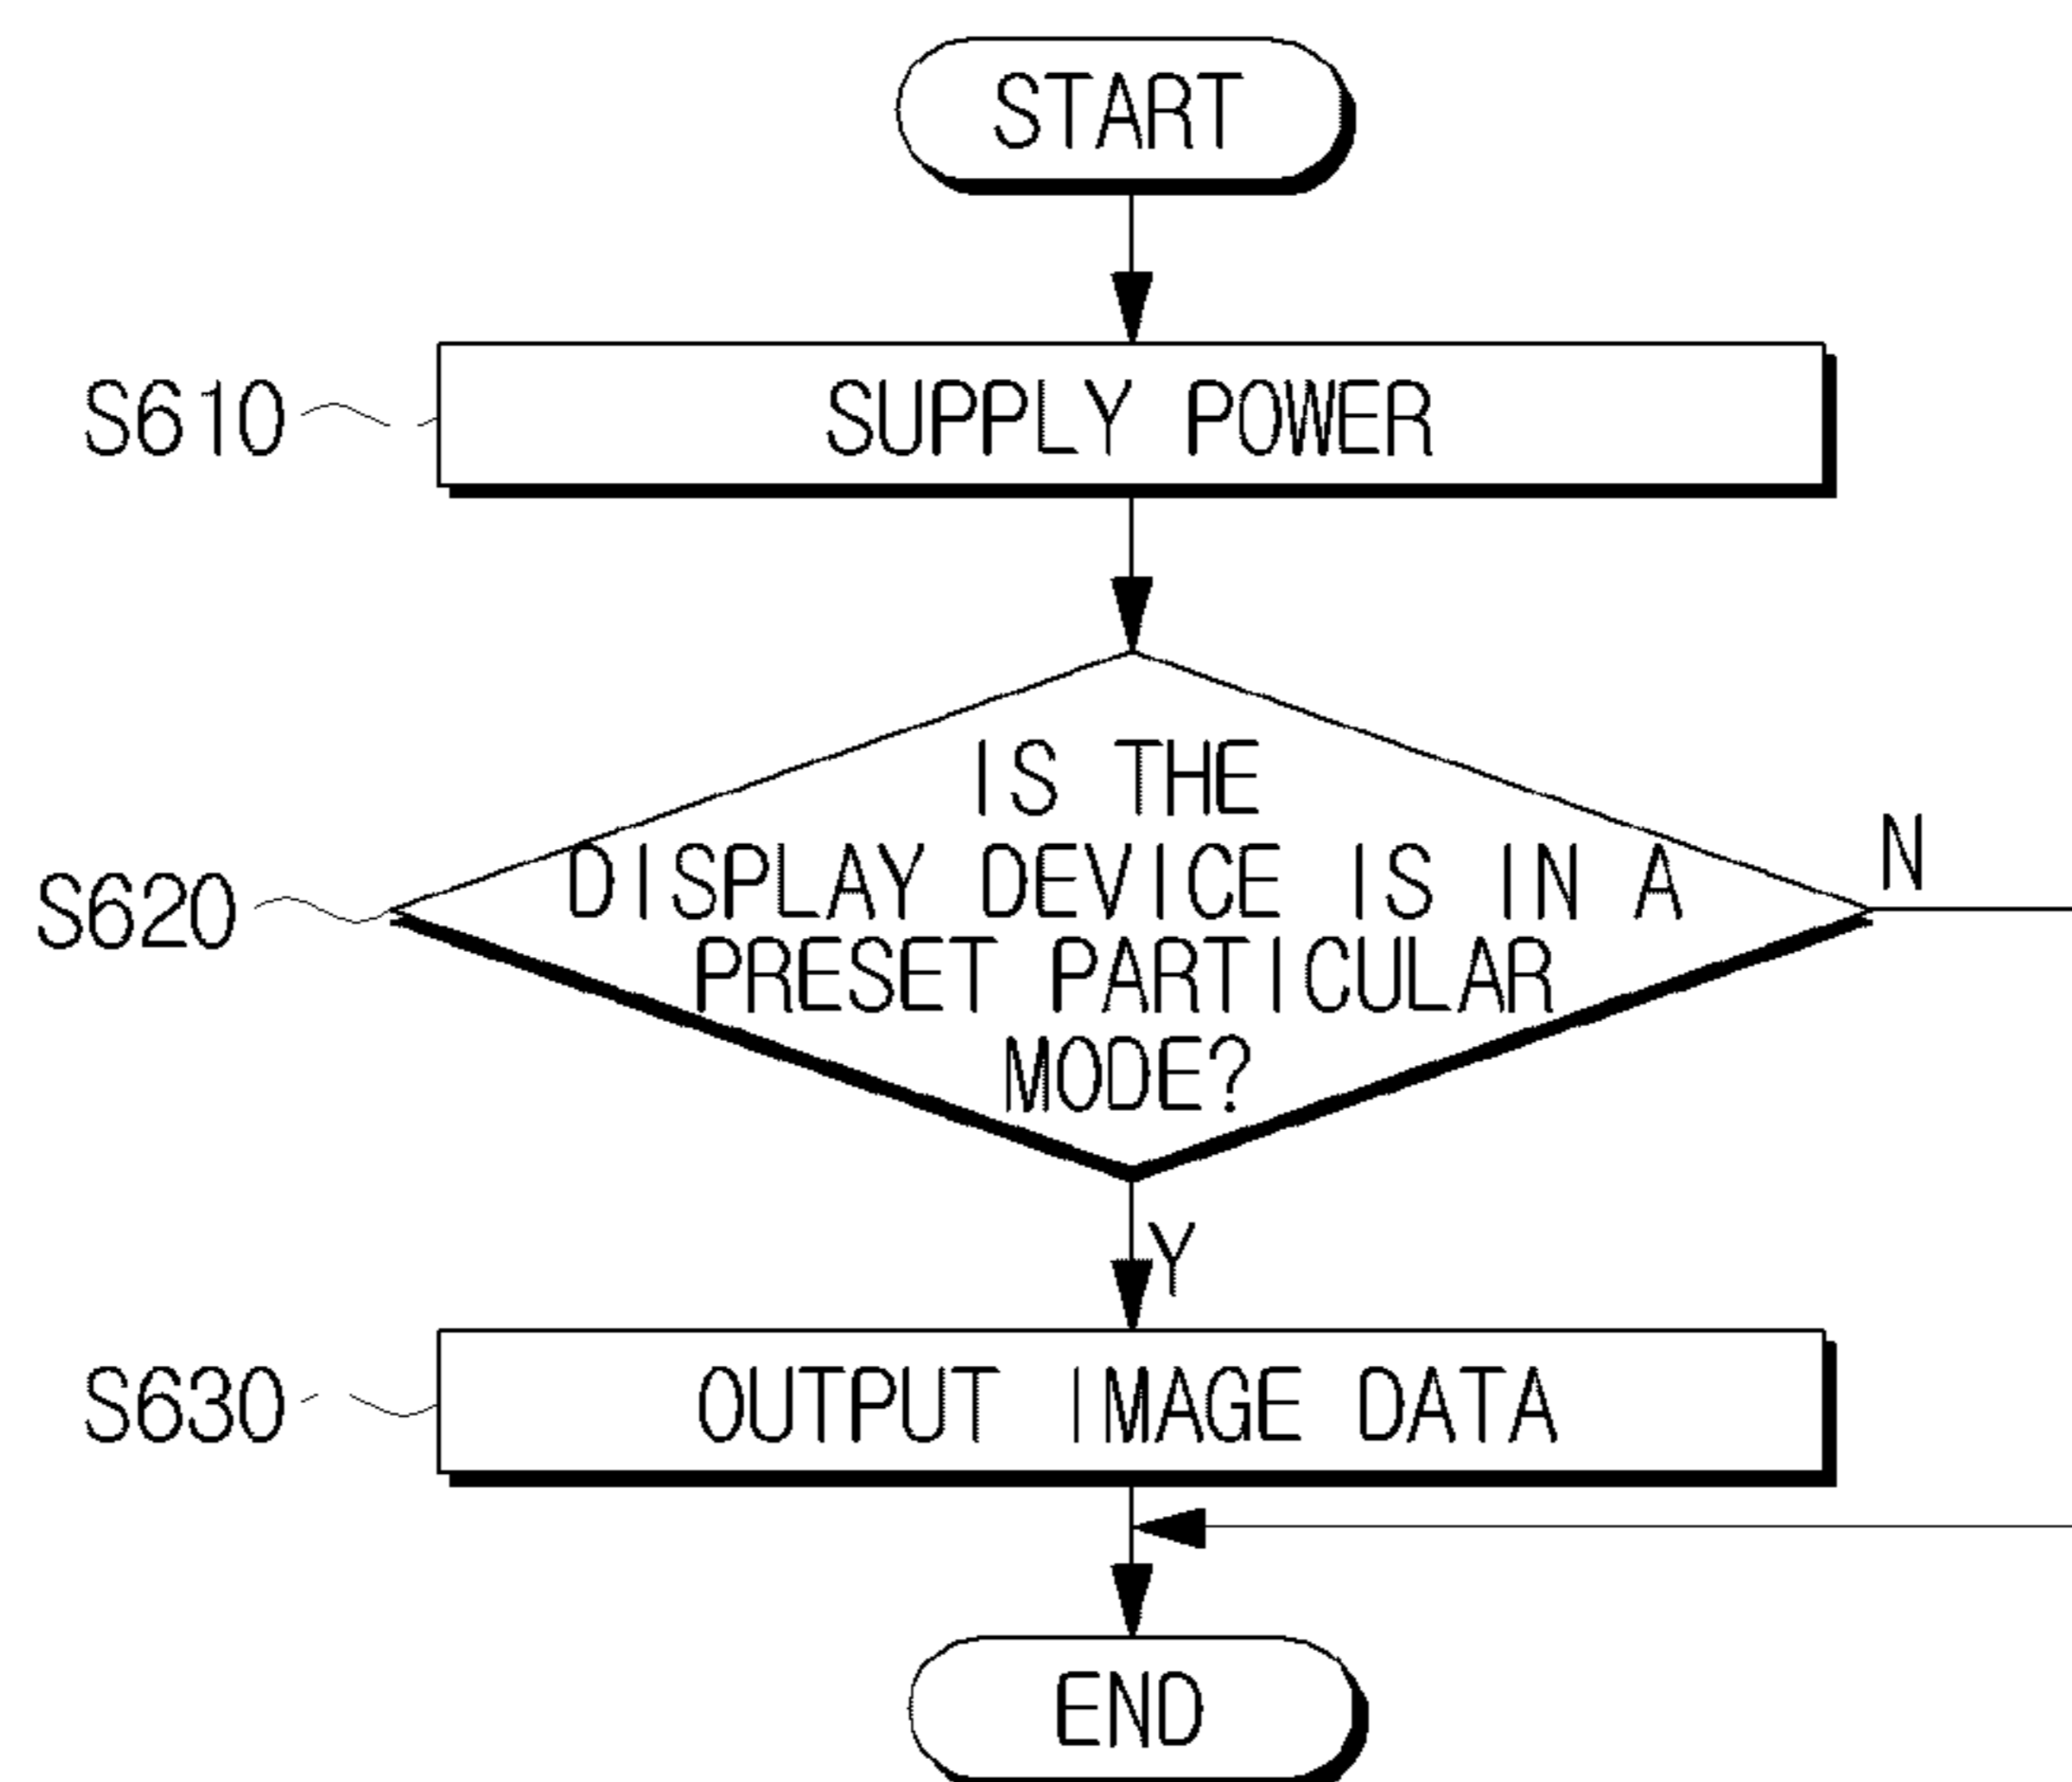 START
S610
SUPPLY POWER
S620
IS THE
DISPLAY DEVICE IS IN A
PRESET PARTICULAR
MODE?
N
Y
S630
OUTPUT IMAGE DATA
END